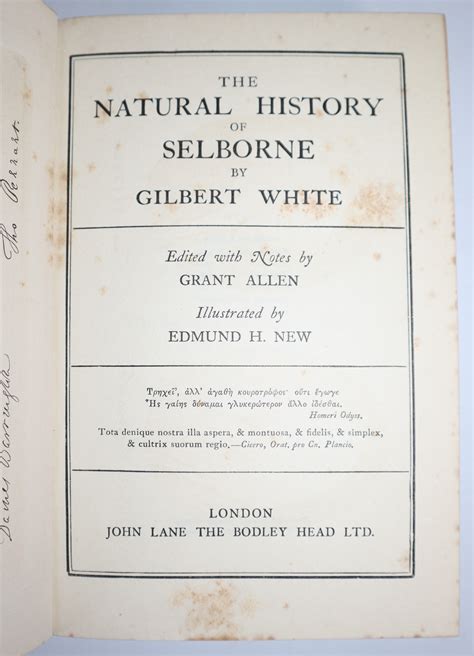 THE
NATURAL HISTORY
OF
SELBORNE
BY
GILBERT WHITE
Edited with Notes by
GRANT ALLEN
Illustrated by
EDMUND H. NEW
Τρηχεῖ', ἀλλ' ἀγαθὴ κουροτρόφος· οὔτι ἔγωγε
Ἧς γαίης δύναμαι γλυκερώτερον ἄλλο ἰδέσθαι.
Homeri Odyss.
Tota denique nostra illa aspera, & montuosa, & fidelis, & simplex,
& cultrix suorum regio.—Cicero, Orat. pro Cn. Plancio.
LONDON
JOHN LANE THE BODLEY HEAD LTD.